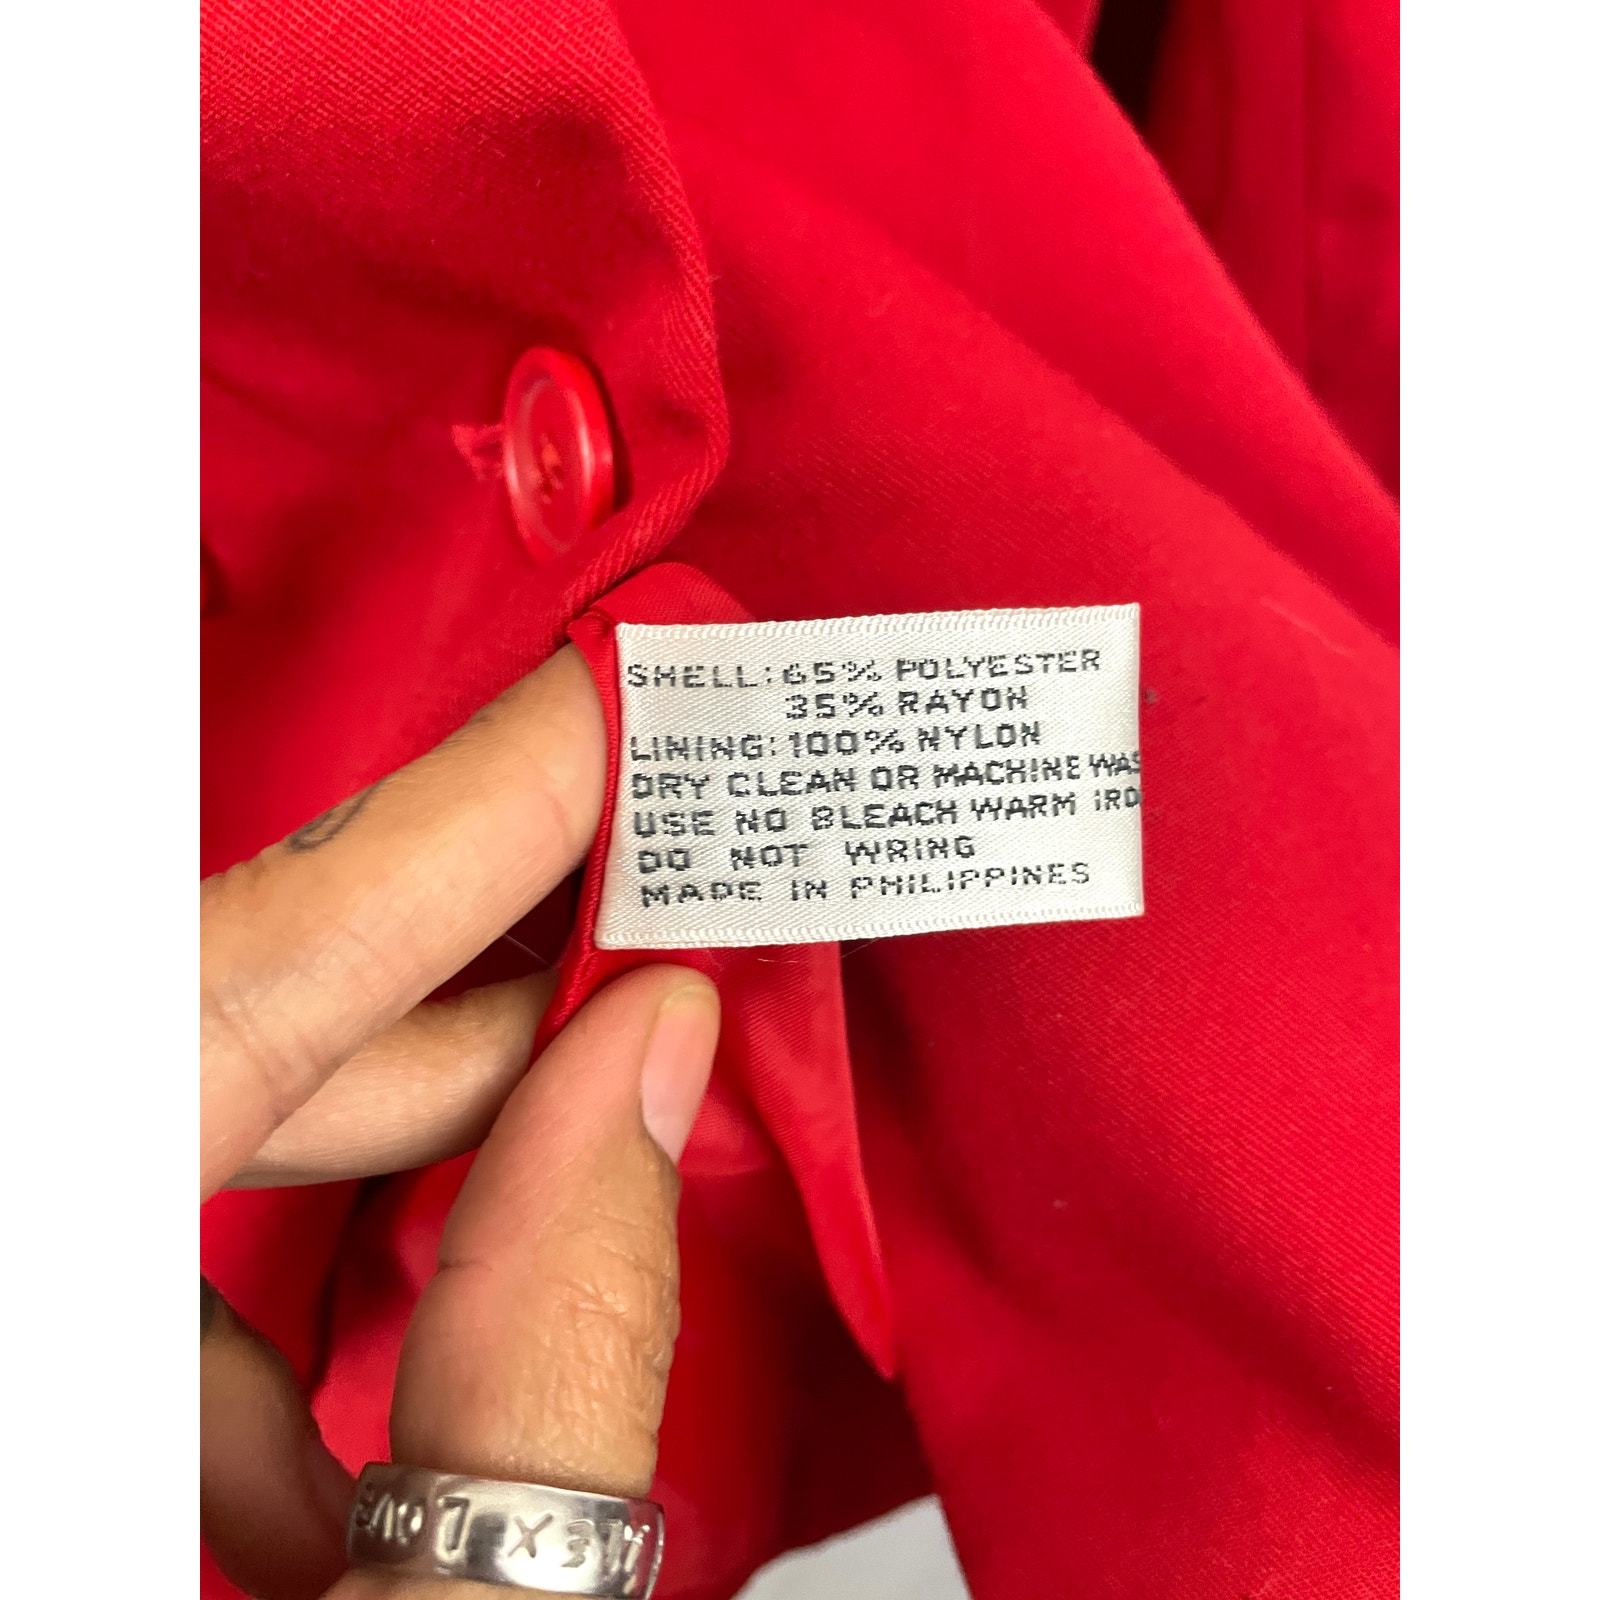 SHELL: 65% POLYESTER
35% RAYON
LINING: 100% NYLON
DRY CLEAN OR MACHINE WAS
USE NO BLEACH WARM IRO
DO NOT WRING
MADE IN PHILIPPINES